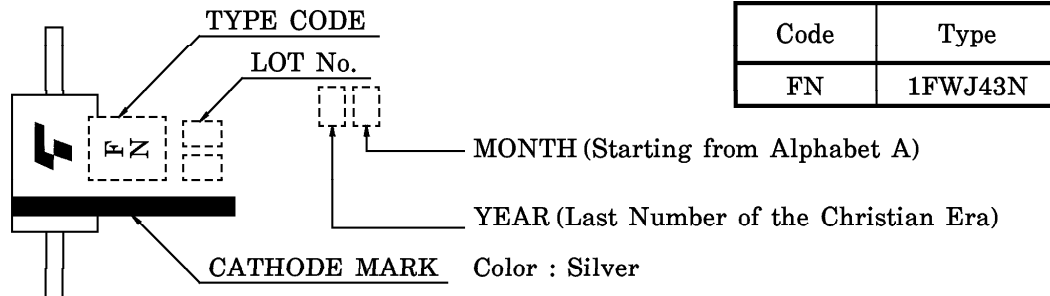 TYPE CODE
LOT No.
F N
MONTH (Starting from Alphabet A)
YEAR (Last Number of the Christian Era)
CATHODE MARK Color : Silver
Code Type
FN 1FWJ43N